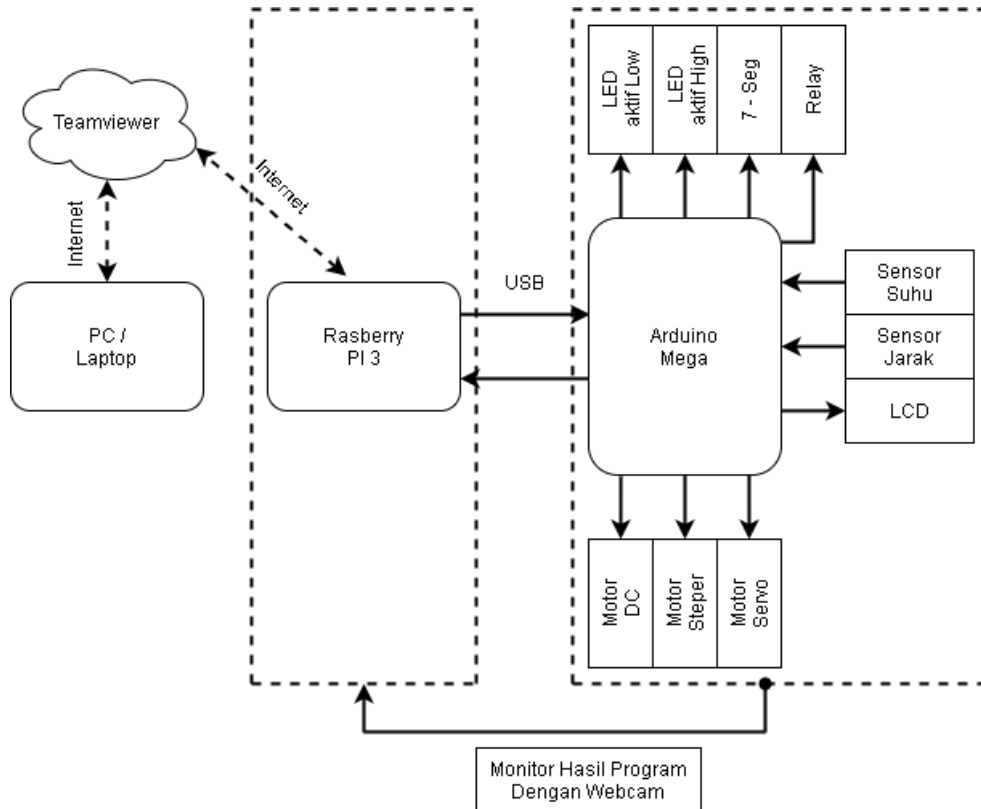 Teamviewer
Internet
Internet
PC /
Laptop
Rasberry
PI 3
USB
LED
aktif Low
LED
aktif High
7 - Seg
Relay
Arduino
Mega
Sensor
Suhu
Sensor
Jarak
LCD
Motor
DC
Motor
Steper
Motor
Servo
Monitor Hasil Program
Dengan Webcam